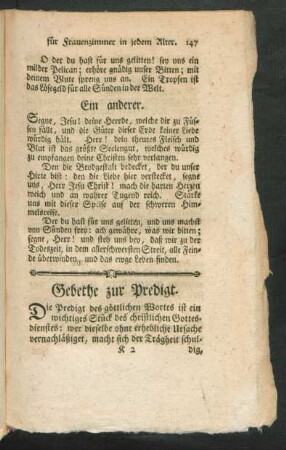 für Frauenzimmer in jedem Alter. 147
O der du hast für uns gelitten! sey uns ein
milder Pelican; erhöre gnädig unser Bitten; mit
deinem Blute spreng uns an. Ein Tropfen ist
das Lösegeld für alle Sünden in der Welt.
Ein anderer.
Segne, Jesu! deine Heerde, welche dir zu Füs-
sen fällt, und die Güter dieser Erde keiner Liebe
würdig hält. Herr! dein theures Fleisch und
Blut ist das größte Seelengut, welches würdig
zu empfangen deine Christen sehr verlangen.
Den die Brodgestalt bedecket, der du unser
Hirte bist: den die Liebe hier verstecket, segne
uns, Herr Jesu Christ! mach die harten Herzen
weich und an wahrer Tugend reich. Stärke
uns mit dieser Speise auf der schweren Him-
melsreise.
Der du hast für uns gelitten, und uns machst
von Sünden frey: ach gewähre, was wir bitten;
segne, Herr! und steh uns bey, daß wir zu der
Todeszeit, in dem allerschwersten Streit, alle Fein-
de überwinden, und das ewge Leben finden.
Gebethe zur Predigt.
Die Predigt des göttlichen Wortes ist ein
wichtiges Stück des christlichen Gottes-
dienstes: wer dieselbe ohne erhebliche Ursache
vernachläßiget, macht sich der Trägheit schul-
K 2 dig,